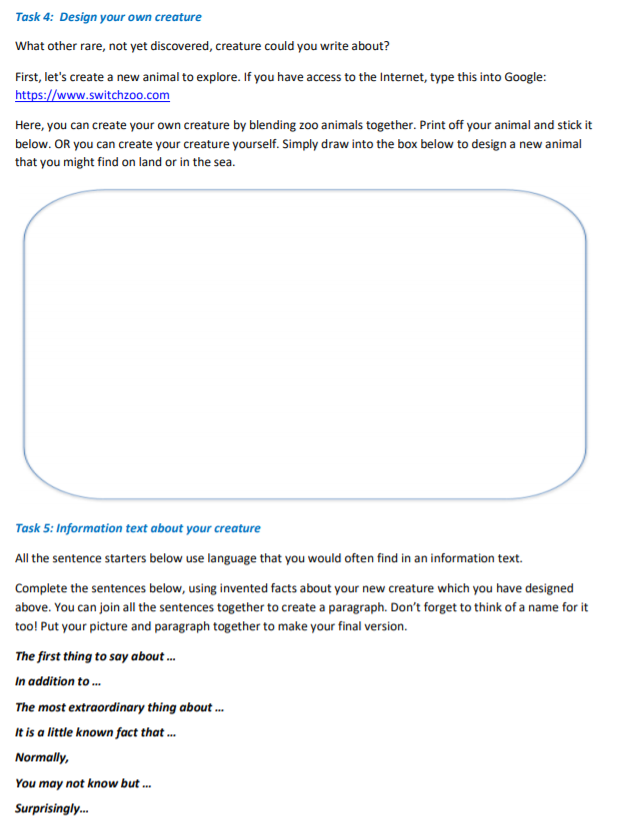 Task 4:  Design your own creature
What other rare, not yet discovered, creature could you write about?
First, let's create a new animal to explore. If you have access to the Internet, type this into Google:
https://www.switchzoo.com
Here, you can create your own creature by blending zoo animals together. Print off your animal and stick it
below. OR you can create your creature yourself. Simply draw into the box below to design a new animal
that you might find on land or in the sea.
Task 5: Information text about your creature
All the sentence starters below use language that you would often find in an information text.
Complete the sentences below, using invented facts about your new creature which you have designed
above. You can join all the sentences together to create a paragraph. Don't forget to think of a name for it
too! Put your picture and paragraph together to make your final version.
The first thing to say about ...
In addition to ...
The most extraordinary thing about ...
It is a little known fact that ...
Normally,
You may not know but ...
Surprisingly...